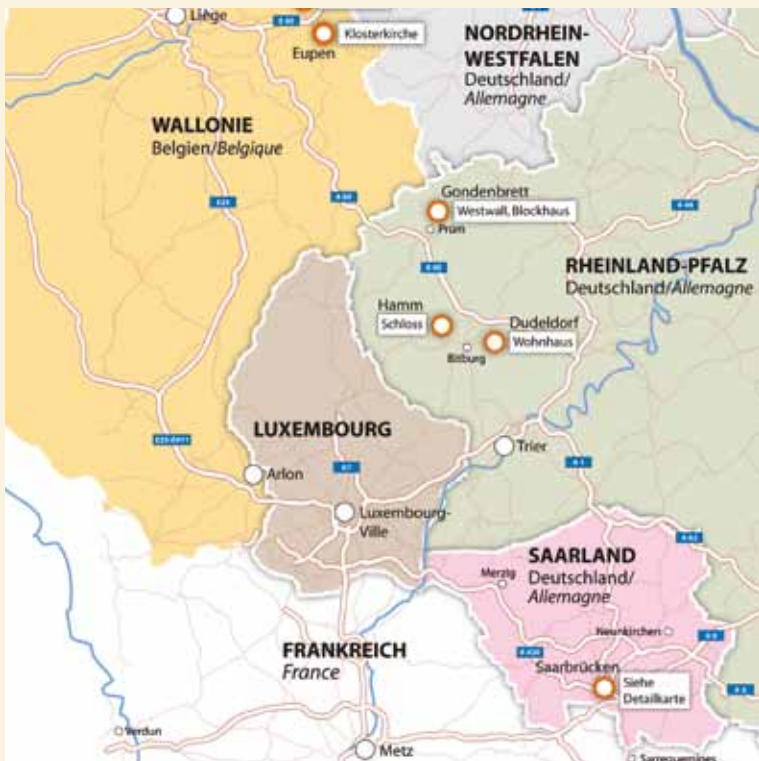 Liège
Klosterkirche
Eupen
NORDRHEIN-
WESTFALEN
Deutschland/
Allemagne
WALLONIE
Belgien/Belgique
E25
Gondenbrett
Westwall, Blockhaus
Prüm
RHEINLAND-PFALZ
Deutschland/Allemagne
Hamm
Schloss
Dudeldorf
Wohnhaus
Bitburg
LUXEMBOURG
Trier
Arlon
Luxembourg-
Ville
SAARLAND
Deutschland/
Allemagne
Merzig
Neunkirchen
FRANKREICH
France
Saarbrücken
Siehe
Detailkarte
Verdun
Metz
Sarreguemines